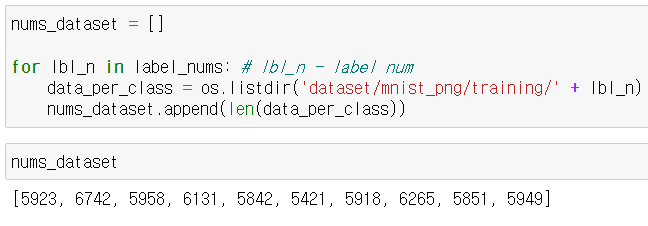 nums_dataset = []
for lbl_n in label_nums: # lbl_n - label num
    data_per_class = os.listdir('dataset/mnist_png/training/' + lbl_n)
    nums_dataset.append(len(data_per_class))
nums_dataset
[5923, 6742, 5958, 6131, 5842, 5421, 5918, 6265, 5851, 5949]